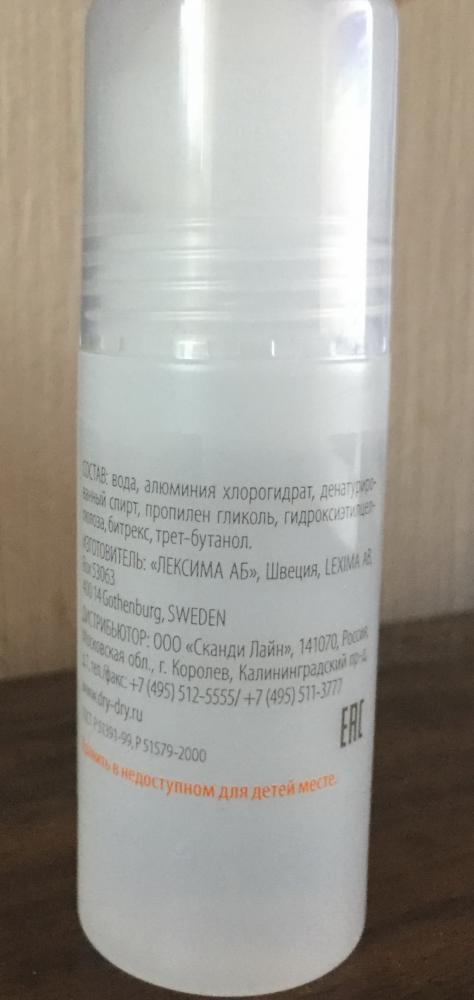 СОСТАВ: вода, алюминия хлорогидрат, денатуриро-
ванный спирт, пропилен гликоль, гидроксиэтилцел-
люлоза, битрекс, трет-бутанол.
ИЗГОТОВИТЕЛЬ: «ЛЕКСИМА АБ», Швеция, LEXIMA AB,
Box 53063
400 14 Gothenburg, SWEDEN
ДИСТРИБЬЮТОР: ООО «Сканди Лайн», 141070, Россия,
Московская обл., г. Королев, Калининградский пр-д,
тел./факс: +7 (495) 512-5555/ +7 (495) 511-3777
www.dry-dry.ru
ГОСТ Р 51391-99, Р 51579-2000
EAC
Хранить в недоступном для детей месте.